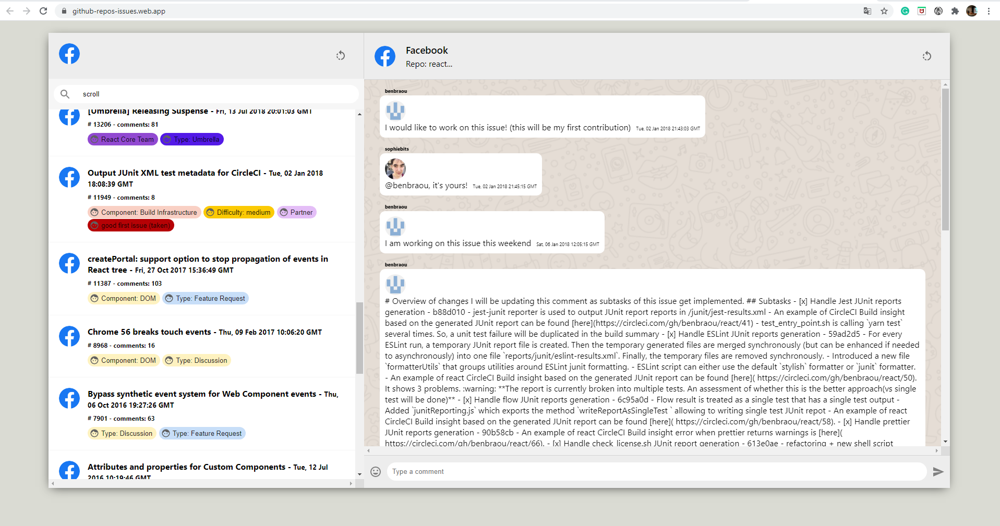 github-repos-issues.web.app
scroll
[Umbrella] Releasing Suspense - Fri, 13 Jul 2018 20:01:03 GMT
# 13206 - comments: 81
React Core Team
Type: Umbrella
Output JUnit XML test metadata for CircleCI - Tue, 02 Jan 2018
18:08:39 GMT
# 11949 - comments: 8
Component: Build Infrastructure
Difficulty: medium
Partner
good first issue (taken)
createPortal: support option to stop propagation of events in
React tree - Fri, 27 Oct 2017 15:36:49 GMT
# 11387 - comments: 103
Component: DOM
Type: Feature Request
Chrome 56 breaks touch events - Thu, 09 Feb 2017 10:06:20 GMT
# 8968 - comments: 16
Component: DOM
Type: Discussion
Bypass synthetic event system for Web Component events - Thu,
06 Oct 2016 19:27:26 GMT
# 7901 - comments: 63
Type: Discussion
Type: Feature Request
Attributes and properties for Custom Components - Tue, 12 Jul
2016 10:19:46 GMT
Facebook
Repo: react...
benbraou
I would like to work on this issue! (this will be my first contribution) Tue, 02 Jan 2018 21:43:03 GMT
sophiebits
@benbraou, it's yours! Tue, 02 Jan 2018 21:45:15 GMT
benbraou
I am working on this issue this weekend Sat, 06 Jan 2018 12:05:15 GMT
benbraou
# Overview of changes I will be updating this comment as subtasks of this issue get implemented. ## Subtasks - [x] Handle Jest JUnit reports
generation - b88d010 - jest-junit reporter is used to output JUnit report reports in /junit/jest-results.xml - An example of CircleCI Build insight
based on the generated JUnit report can be found [here](https://circleci.com/gh/benbraou/react/41) - test_entry_point.sh is calling `yarn test`
several times. So, a unit test failure will be duplicated in the build summary - [x] Handle ESLint JUnit reports generation - 59ad2d5 - For every
ESLint run, a temporary JUnit report file is created. Then the temporary generated files are merged synchronously (but can be enhanced if needed
to asynchronously) into one file `reports/junit/eslint-results.xml`. Finally, the temporary files are removed synchronously. - Introduced a new file
`formatterUtils` that groups utilities around ESLint junit formatting. - ESLint script can either use the default `stylish` formatter or `junit` formatter.
- An example of react CircleCI Build insight based on the generated JUnit report can be found [here]( https://circleci.com/gh/benbraou/react/50).
It shows 3 problems. :warning: **The report is currently broken into multiple tests. An assessment of whether this is the better approach(vs single
test will be done)** - [x] Handle flow JUnit reports generation - 6c95a0d - Flow result is treated as a single test that has a single test output -
Added `junitReporting.js` which exports the method `writeReportAsSingleTest ` allowing to writing single test JUnit repot - An example of react
CircleCI Build insight based on the generated JUnit report can be found [here]( https://circleci.com/gh/benbraou/react/58). - [x] Handle prettier
JUnit reports generation - 90b58cb - An example of react CircleCI Build insight error when prettier returns warnings is [here](
https://circleci.com/gh/benbraou/react/66). - [x] Handle check_license.sh JUnit report generation - 613e0ae - refactoring + new shell script
Type a comment